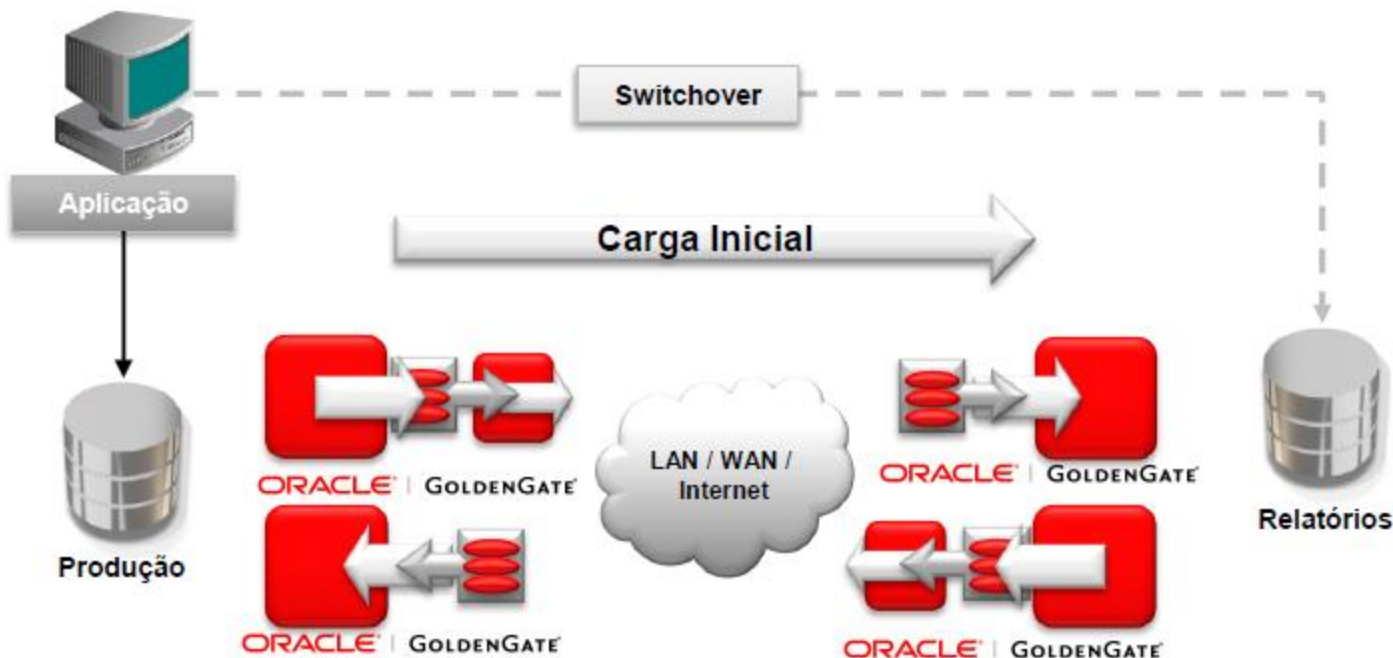 Switchover
Aplicação
Carga Inicial
LAN / WAN /
Internet
ORACLE | GOLDENGATE
ORACLE | GOLDENGATE
Produção
Relatórios
ORACLE | GOLDENGATE
ORACLE | GOLDENGATE